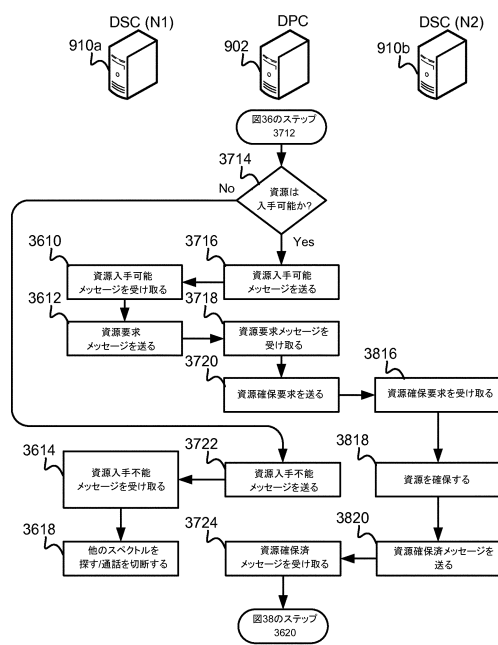 DSC (N1)
DPC
DSC (N2)
910a
902
910b
図36のステップ
3712
3714
No
資源は
入手可能か?
Yes
3610
資源入手可能
メッセージを受け取る
3716
資源入手可能
メッセージを送る
3612
資源要求
メッセージを送る
3718
資源要求メッセージを
受け取る
3720
資源確保要求を送る
3816
資源確保要求を受け取る
3614
資源入手不能
メッセージを受け取る
3722
資源入手不能
メッセージを送る
3818
資源を確保する
3618
他のスペクトルを
探す/通話を切断する
3724
資源確保済
メッセージを受け取る
3820
資源確保済メッセージを
送る
図38のステップ
3620